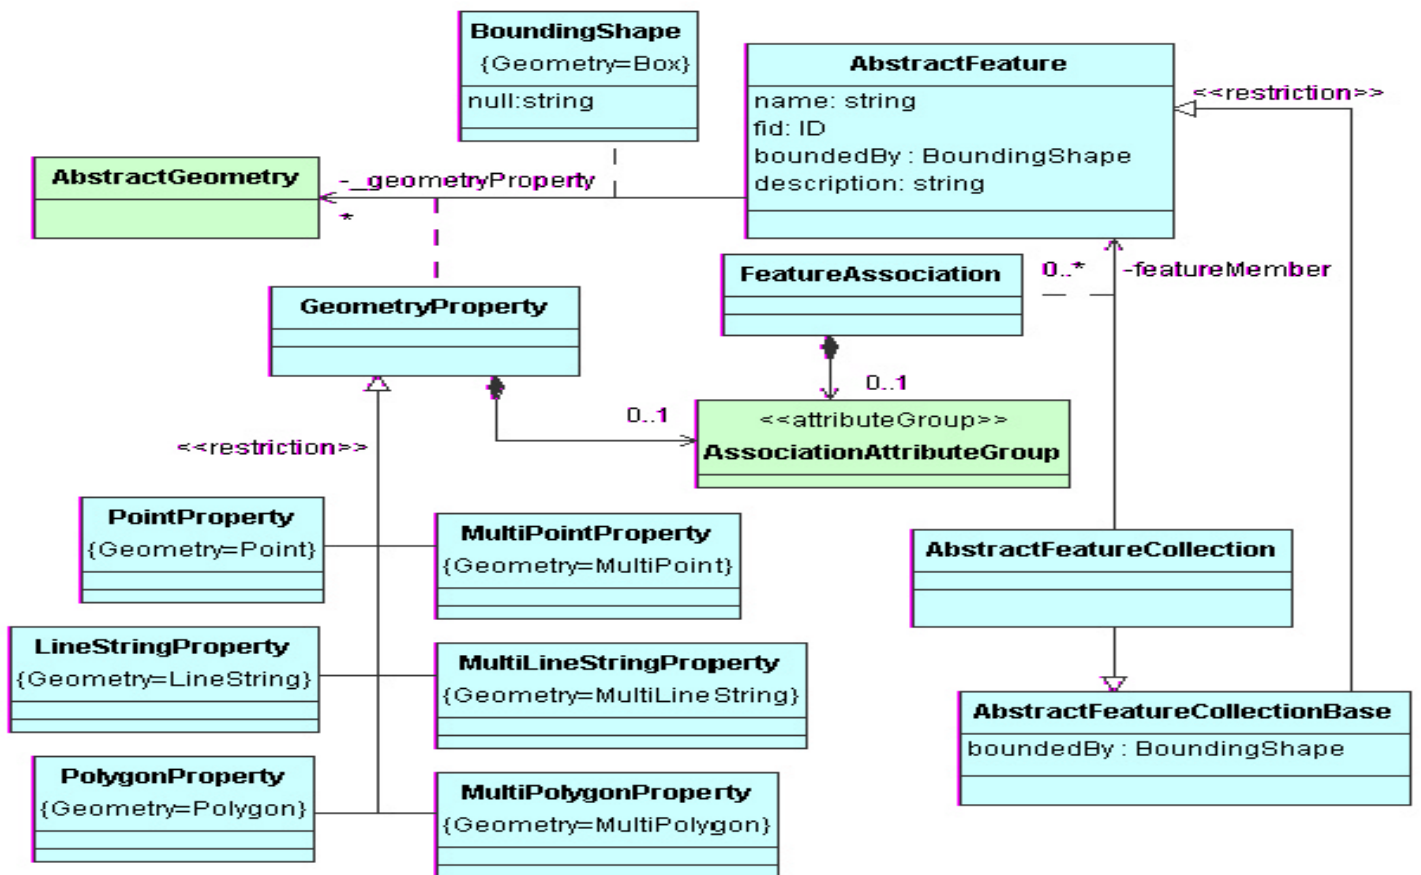 BoundingShape
{Geometry=Box}
null:string
AbstractFeature
name: string
fid: ID
boundedBy : BoundingShape
description: string
<<restriction>>
AbstractGeometry
-_geometryProperty
*
FeatureAssociation
0..*
-featureMember
GeometryProperty
0..1
0..1
<<attributeGroup>>
AssociationAttributeGroup
<<restriction>>
PointProperty
{Geometry=Point}
MultiPointProperty
{Geometry=MultiPoint}
AbstractFeatureCollection
LineStringProperty
{Geometry=LineString}
MultiLineStringProperty
{Geometry=MultiLineString}
AbstractFeatureCollectionBase
boundedBy : BoundingShape
PolygonProperty
{Geometry=Polygon}
MultiPolygonProperty
{Geometry=MultiPolygon}